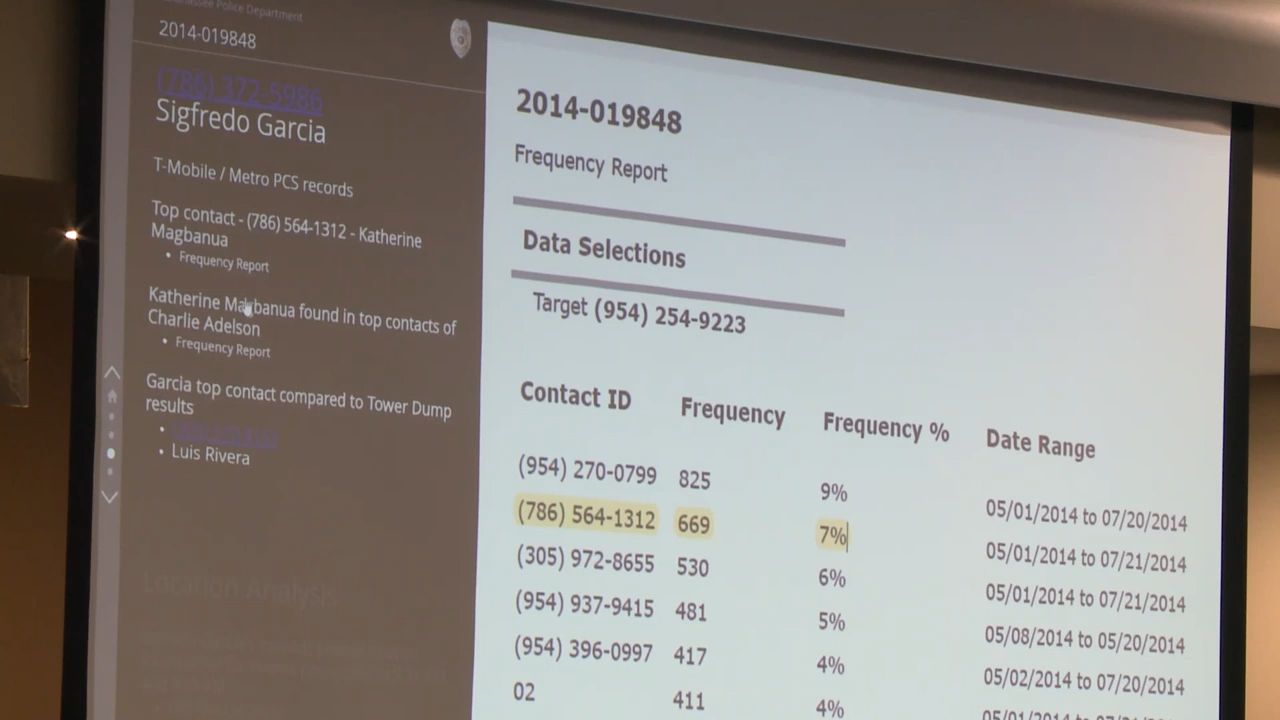 Police Department
2014-019848
(786) 372-5986
Sigfredo Garcia
T-Mobile / Metro PCS records
Top contact - (786) 564-1312 - Katherine
Magbanua
• Frequency Report
Katherine Magbanua found in top contacts of
Charlie Adelson
• Frequency Report
Garcia top contact compared to Tower Dump
results
• Luis Rivera
Location Analysis
2014-019848
Frequency Report
Data Selections
Target (954) 254-9223
Contact ID Frequency Frequency % Date Range
(954) 270-0799 825 9% 05/01/2014 to 07/20/2014
(786) 564-1312 669 7% 05/01/2014 to 07/21/2014
(305) 972-8655 530 6% 05/01/2014 to 07/21/2014
(954) 937-9415 481 5% 05/08/2014 to 05/20/2014
(954) 396-0997 417 4% 05/02/2014 to 07/20/2014
02 411 4%